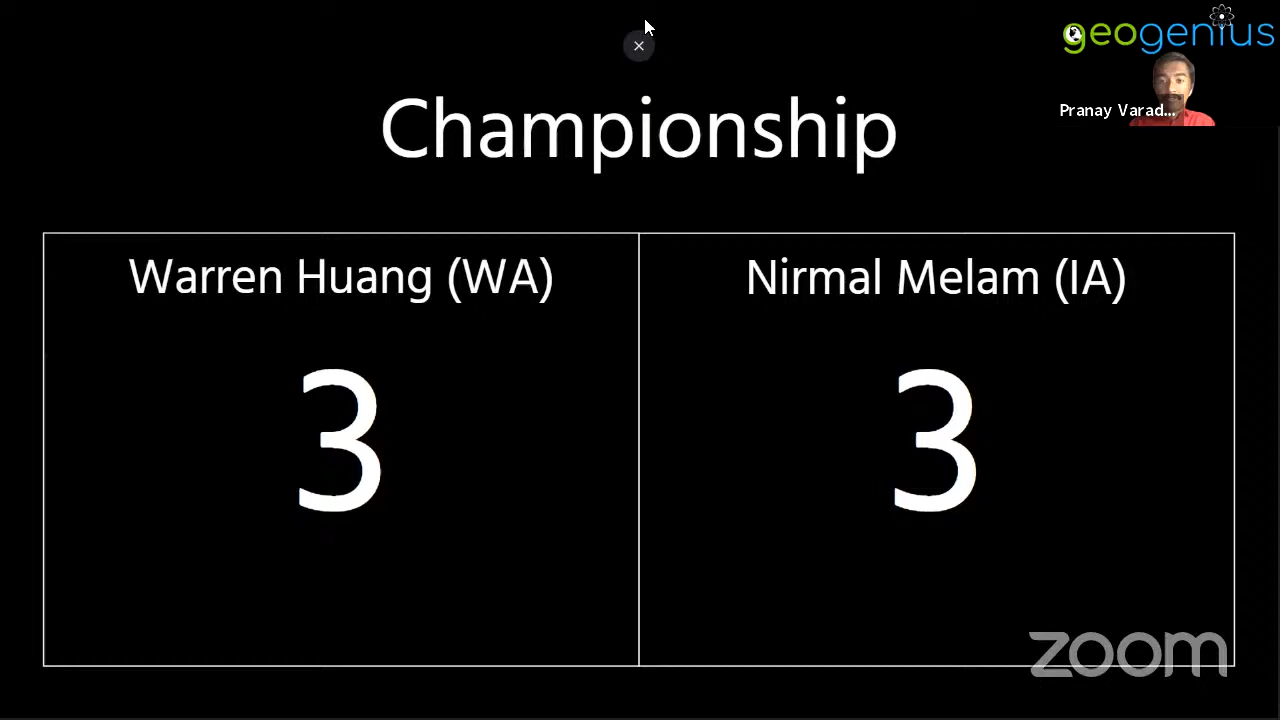 geogenius
Pranay Varad...
Championship
Warren Huang (WA)
Nirmal Melam (IA)
3
3
zoom